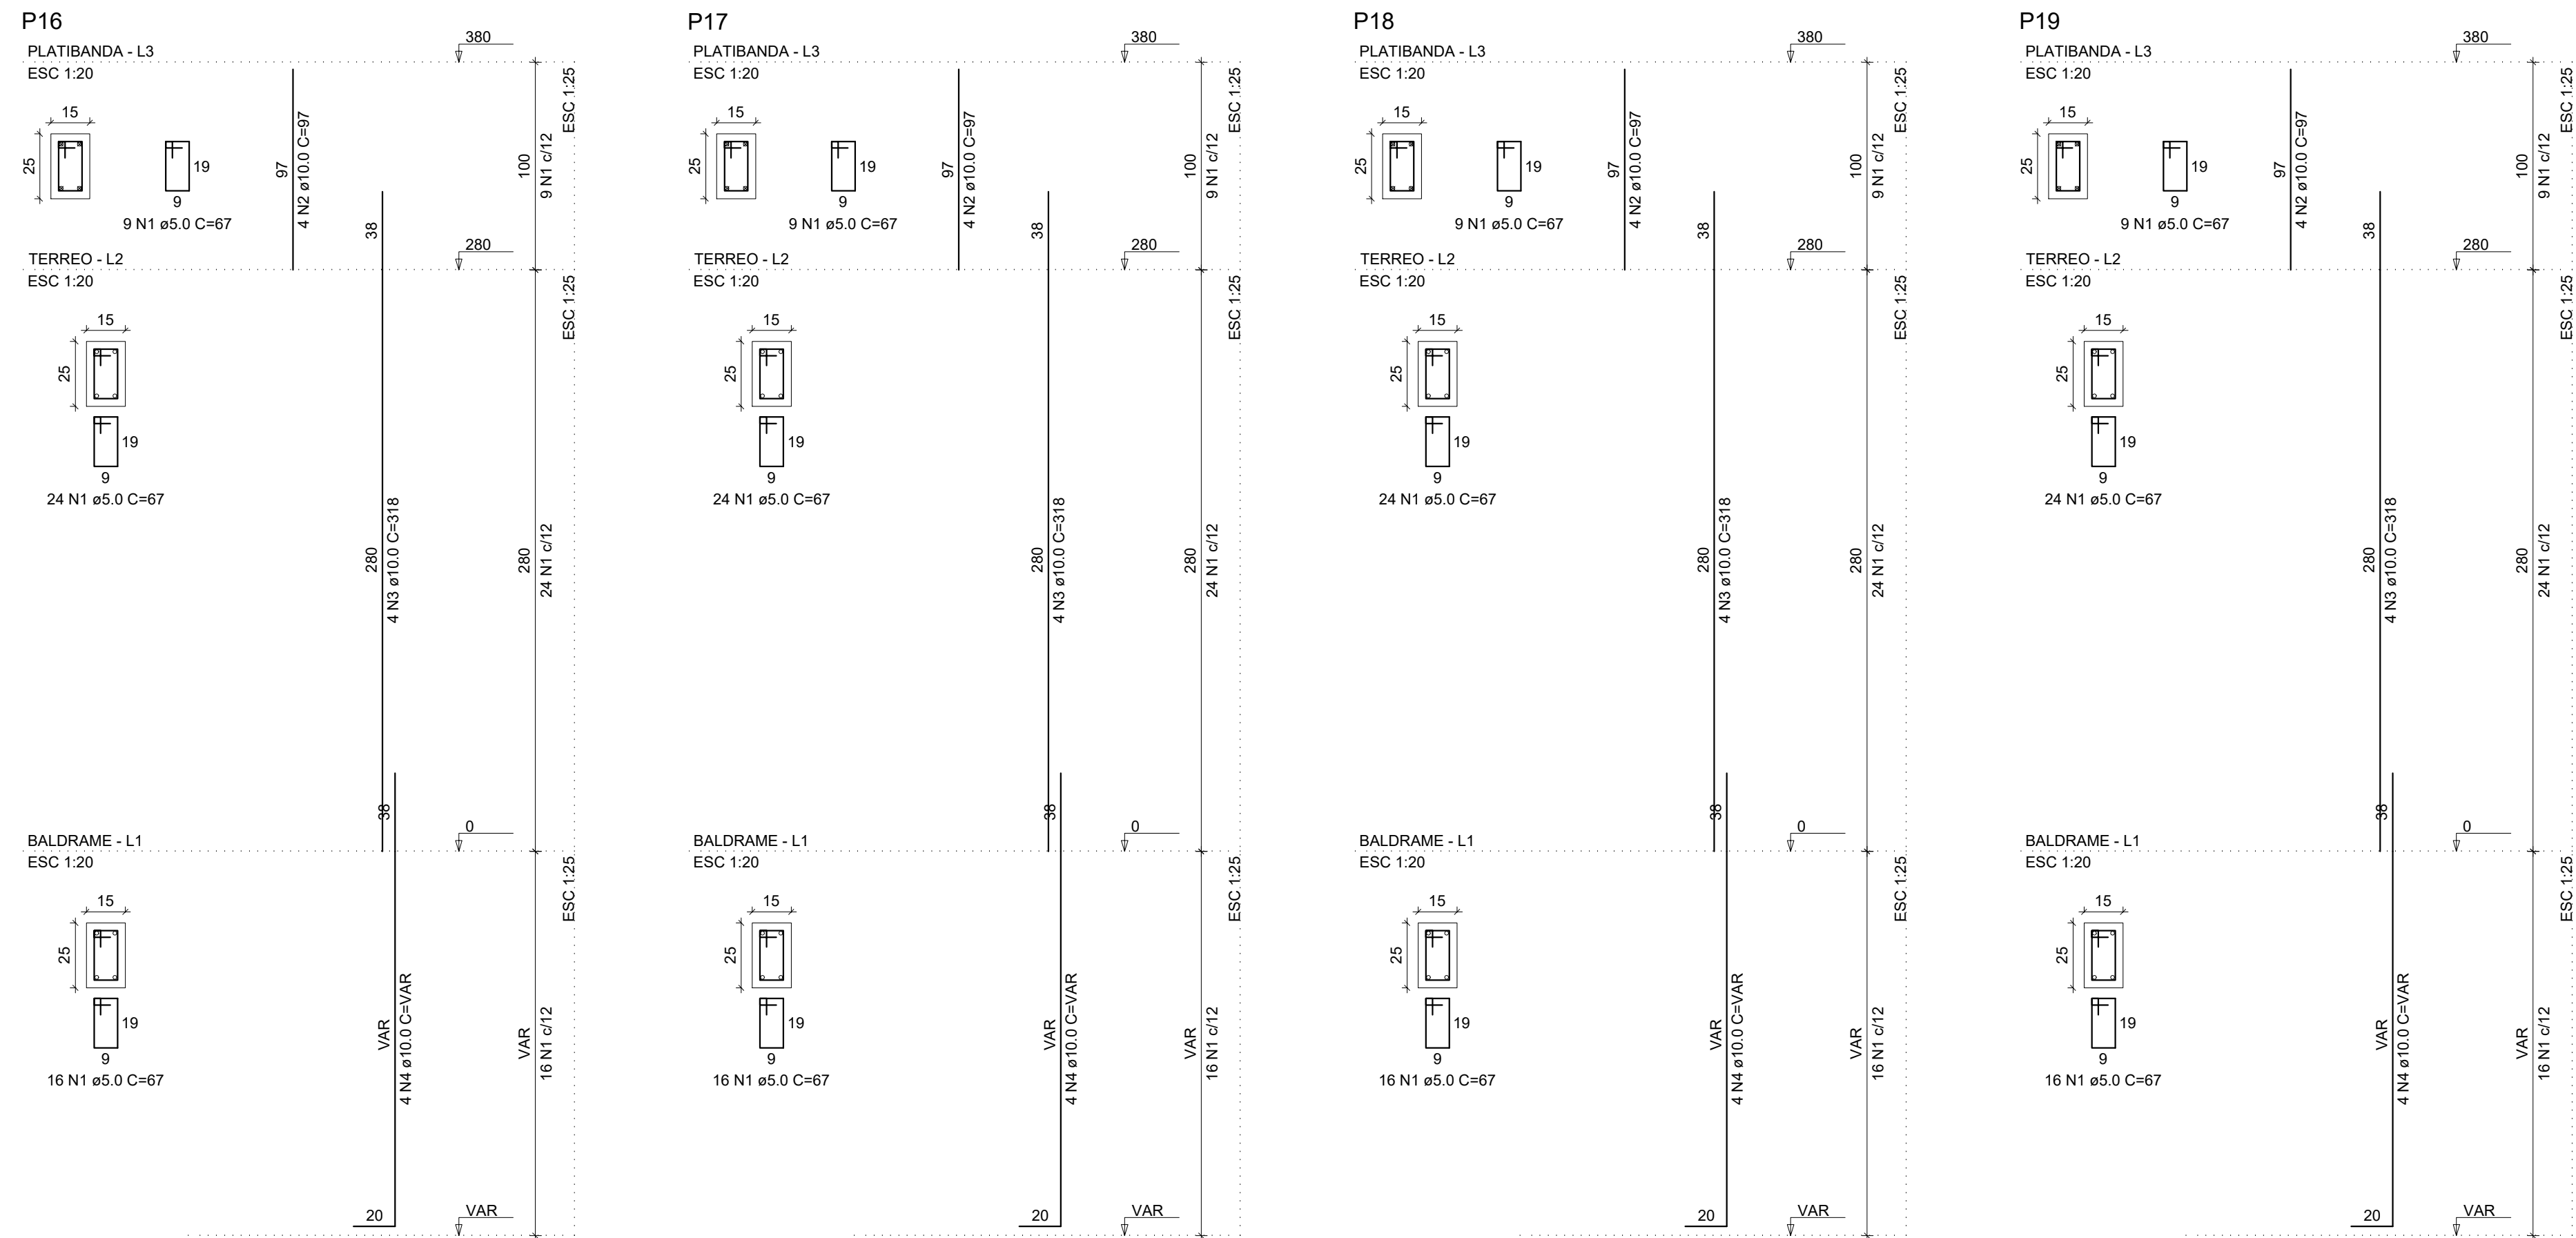 P16
PLATIBANDA - L3
380
ESC 1:20
ESC 1:25
15
25
19
9
9 N1 ø5.0 C=67
97
4 N2 ø10.0 C=97
100
9 N1 c/12
38
TERREO - L2
280
ESC 1:20
ESC 1:25
15
25
19
9
24 N1 ø5.0 C=67
280
4 N3 ø10.0 C=318
280
24 N1 c/12
38
BALDRAME - L1
0
ESC 1:20
ESC 1:25
15
25
19
9
16 N1 ø5.0 C=67
VAR
4 N4 ø10.0 C=VAR
VAR
16 N1 c/12
20
VAR
P17
PLATIBANDA - L3
380
ESC 1:20
ESC 1:25
15
25
19
9
9 N1 ø5.0 C=67
97
4 N2 ø10.0 C=97
100
9 N1 c/12
38
TERREO - L2
280
ESC 1:20
ESC 1:25
15
25
19
9
24 N1 ø5.0 C=67
280
4 N3 ø10.0 C=318
280
24 N1 c/12
38
BALDRAME - L1
0
ESC 1:20
ESC 1:25
15
25
19
9
16 N1 ø5.0 C=67
VAR
4 N4 ø10.0 C=VAR
VAR
16 N1 c/12
20
VAR
P18
PLATIBANDA - L3
380
ESC 1:20
ESC 1:25
15
25
19
9
9 N1 ø5.0 C=67
97
4 N2 ø10.0 C=97
100
9 N1 c/12
38
TERREO - L2
280
ESC 1:20
ESC 1:25
15
25
19
9
24 N1 ø5.0 C=67
280
4 N3 ø10.0 C=318
280
24 N1 c/12
38
BALDRAME - L1
0
ESC 1:20
ESC 1:25
15
25
19
9
16 N1 ø5.0 C=67
VAR
4 N4 ø10.0 C=VAR
VAR
16 N1 c/12
20
VAR
P19
PLATIBANDA - L3
380
ESC 1:20
ESC 1:25
15
25
19
9
9 N1 ø5.0 C=67
97
4 N2 ø10.0 C=97
100
9 N1 c/12
38
TERREO - L2
280
ESC 1:20
ESC 1:25
15
25
19
9
24 N1 ø5.0 C=67
280
4 N3 ø10.0 C=318
280
24 N1 c/12
38
BALDRAME - L1
0
ESC 1:20
ESC 1:25
15
25
19
9
16 N1 ø5.0 C=67
VAR
4 N4 ø10.0 C=VAR
VAR
16 N1 c/12
20
VAR